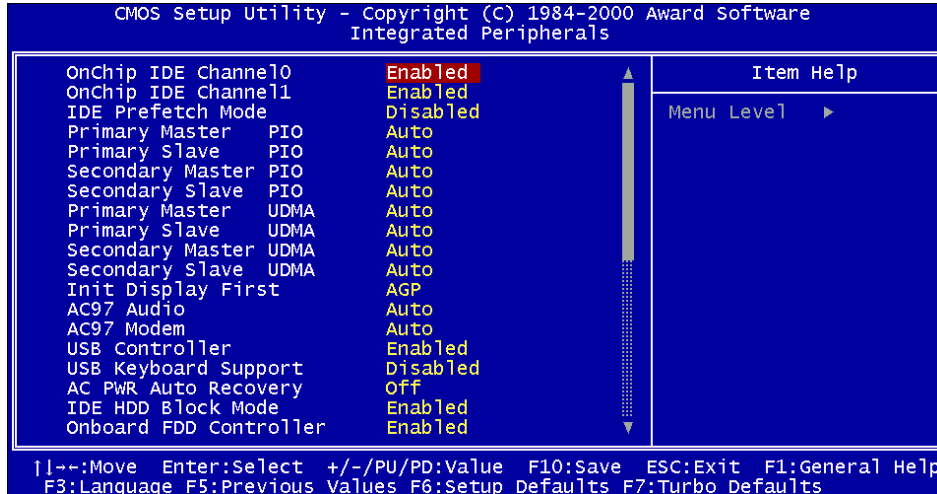 CMOS Setup Utility - Copyright (C) 1984-2000 Award Software
Integrated Peripherals
OnChip IDE Channel0 Enabled
OnChip IDE Channel1 Enabled
IDE Prefetch Mode Disabled
Primary Master PIO Auto
Primary Slave PIO Auto
Secondary Master PIO Auto
Secondary Slave PIO Auto
Primary Master UDMA Auto
Primary Slave UDMA Auto
Secondary Master UDMA Auto
Secondary Slave UDMA Auto
Init Display First AGP
AC97 Audio Auto
AC97 Modem Auto
USB Controller Enabled
USB Keyboard Support Disabled
AC PWR Auto Recovery Off
IDE HDD Block Mode Enabled
Onboard FDD Controller Enabled
Item Help
Menu Level ►
↑↓→←:Move Enter:Select +/-/PU/PD:Value F10:Save ESC:Exit F1:General Help
F3:Language F5:Previous Values F6:Setup Defaults F7:Turbo Defaults